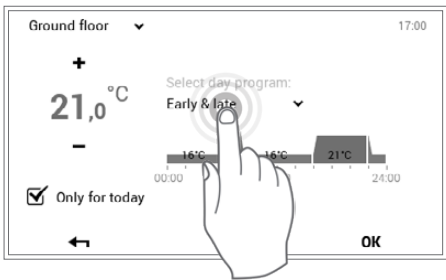 Ground floor
17:00
+
21,0°C
−
Select day program:
Early & late
16°C
16°C
21°C
00:00
24:00
Only for today
OK